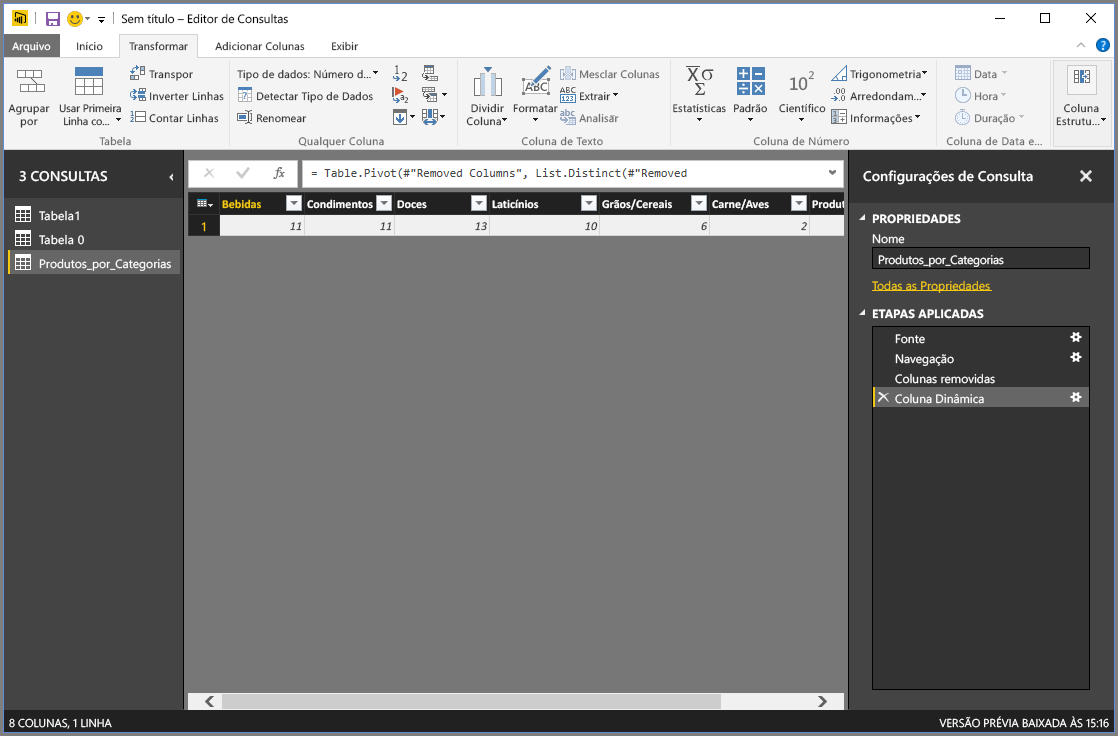 Sem título – Editor de Consultas
Arquivo Início Transformar Adicionar Colunas Exibir
Agrupar por
Usar Primeira Linha co...
Transpor
Inverter Linhas
Contar Linhas
Tabela
Tipo de dados: Número d...
Detectar Tipo de Dados
Renomear
Qualquer Coluna
Dividir Coluna
Formatar
Mesclar Colunas
Extrair
Analisar
Coluna de Texto
Estatísticas
Padrão
Científico
Trigonometria
Arredondam...
Informações
Coluna de Número
Data
Hora
Duração
Coluna de Data e...
Coluna Estrutu...
3 CONSULTAS
Tabela1
Tabela 0
Produtos_por_Categorias
fx
= Table.Pivot(#"Removed Columns", List.Distinct(#"Removed
Bebidas Condimentos Doces Laticínios Grãos/Cereais Carne/Aves Produt
1 11 11 13 10 6 2
Configurações de Consulta
PROPRIEDADES
Nome
Produtos_por_Categorias
Todas as Propriedades
ETAPAS APLICADAS
Fonte
Navegação
Colunas removidas
Coluna Dinâmica
8 COLUNAS, 1 LINHA
VERSÃO PRÉVIA BAIXADA ÀS 15:16